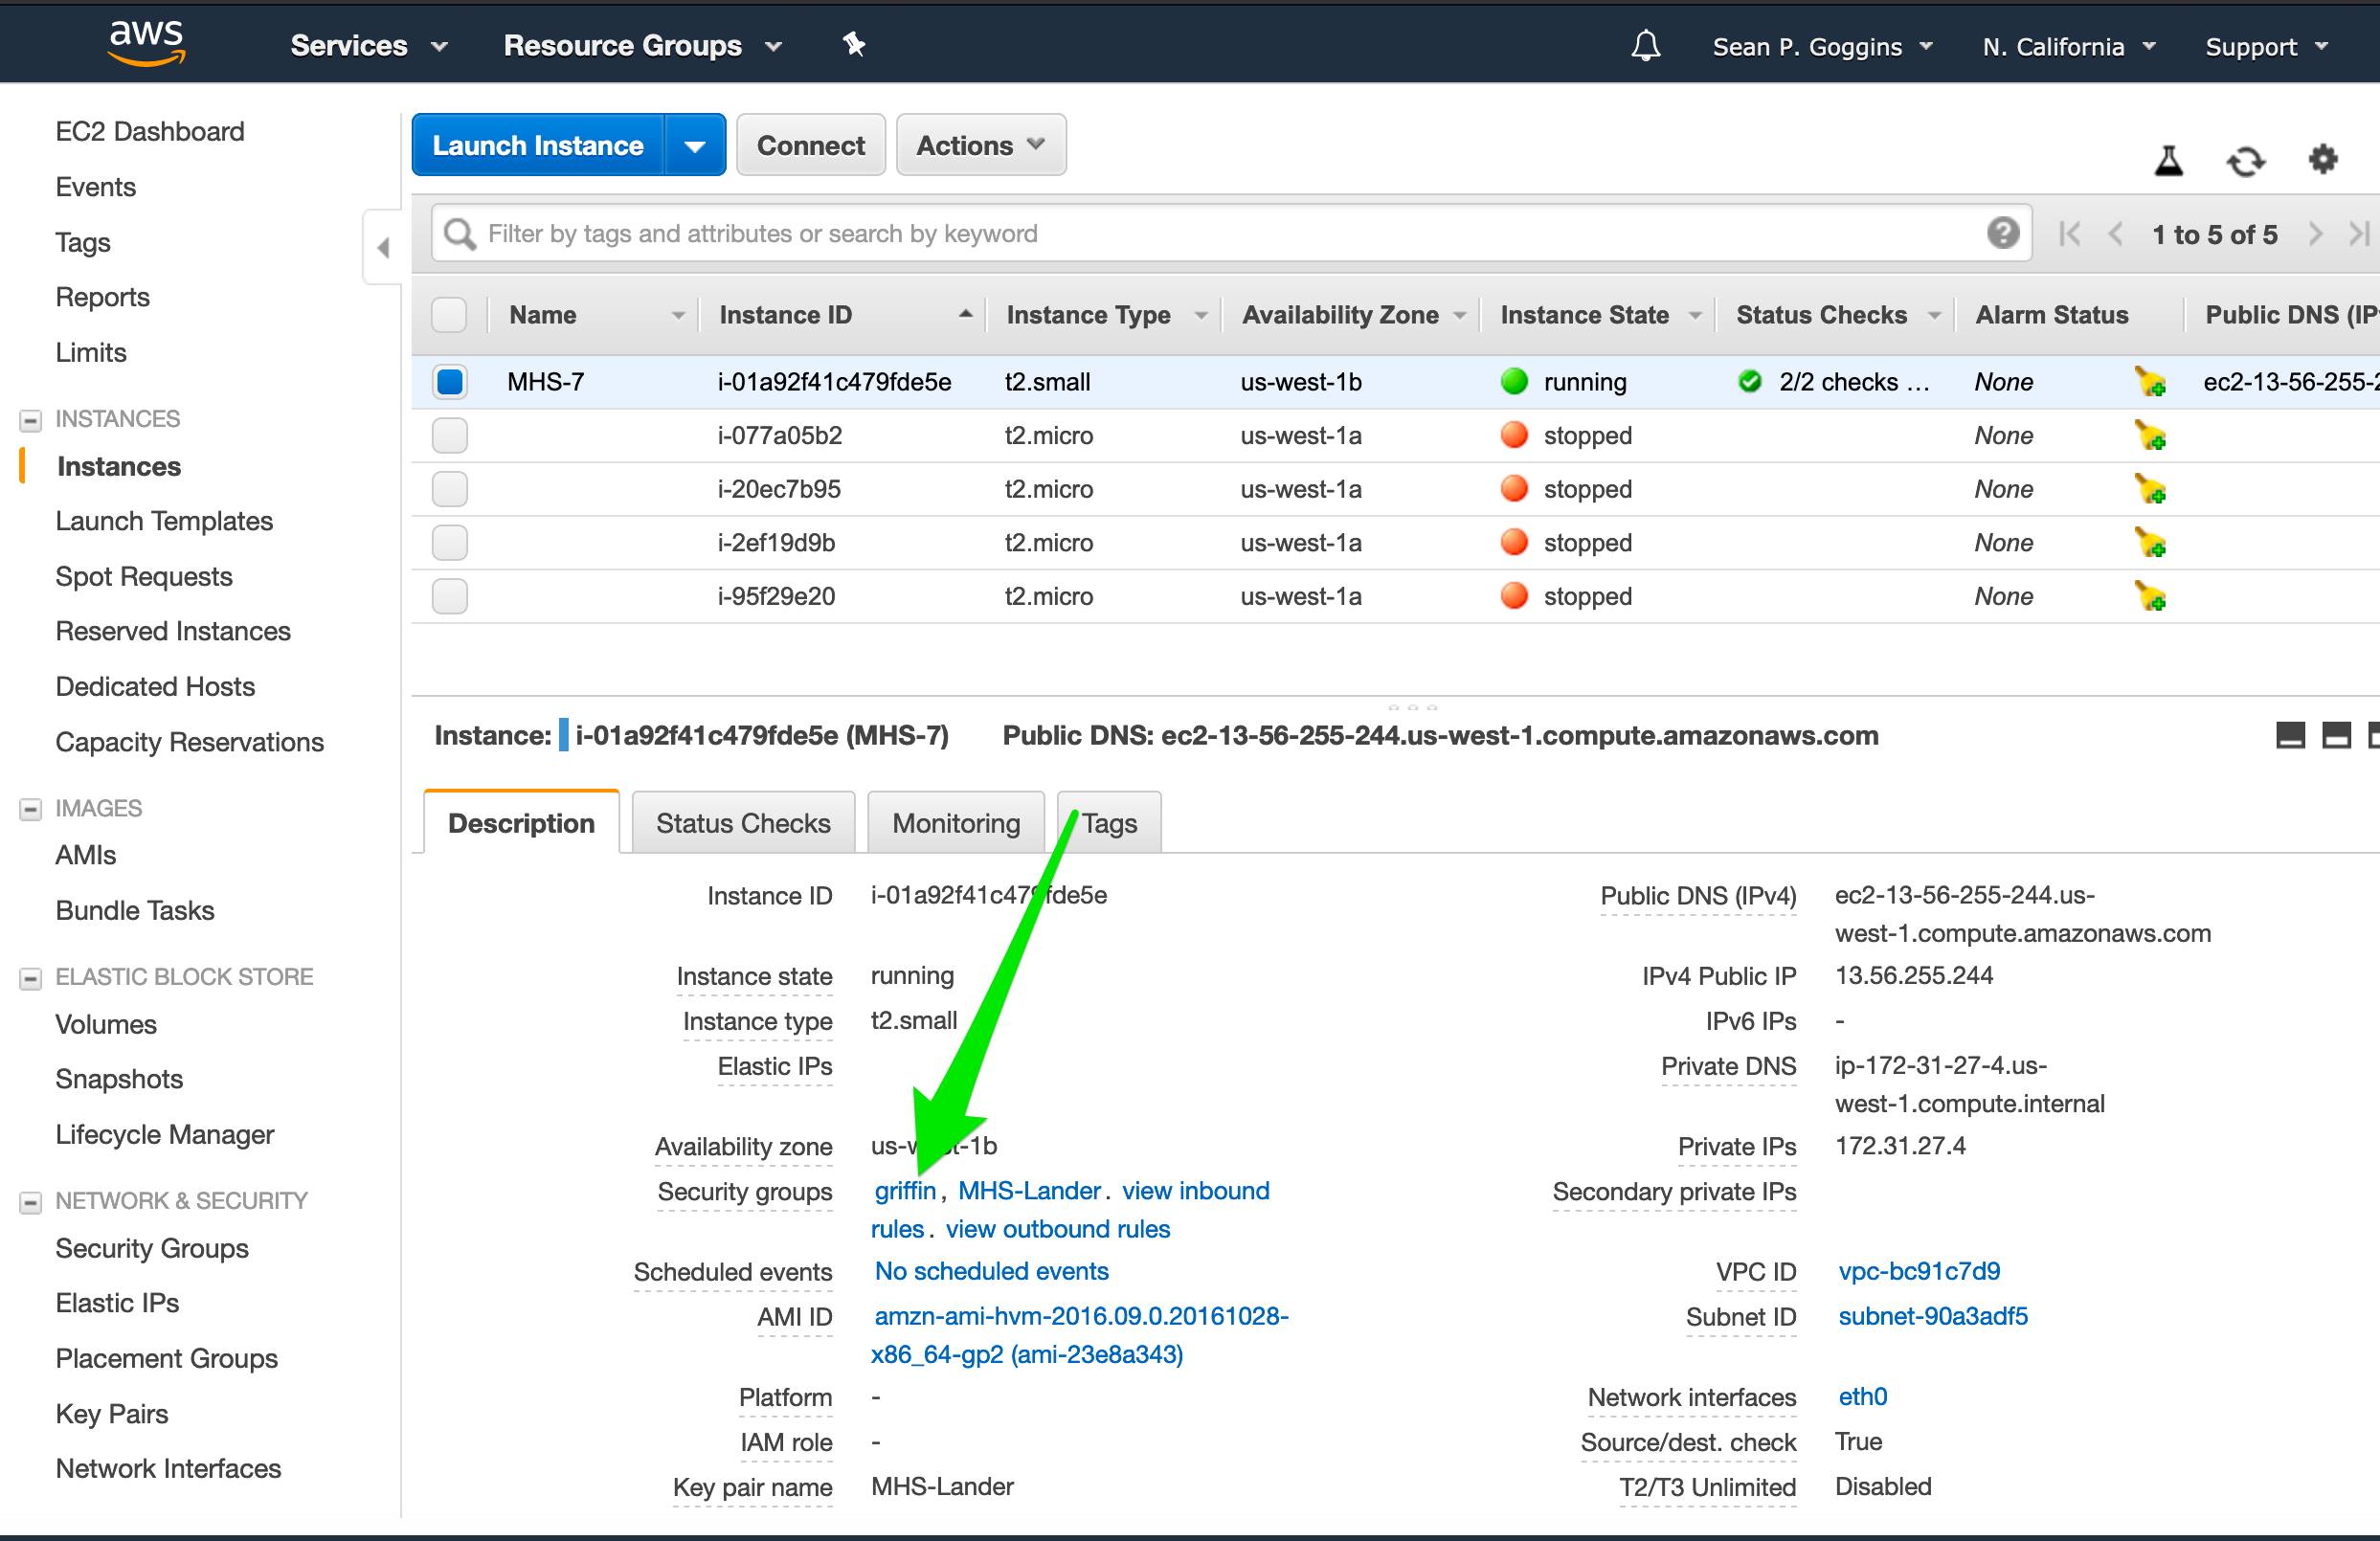 aws Services Resource Groups Sean P. Goggins N. California Support
EC2 Dashboard
Events
Tags
Reports
Limits
INSTANCES
Instances
Launch Templates
Spot Requests
Reserved Instances
Dedicated Hosts
Capacity Reservations
IMAGES
AMIs
Bundle Tasks
ELASTIC BLOCK STORE
Volumes
Snapshots
Lifecycle Manager
NETWORK & SECURITY
Security Groups
Elastic IPs
Placement Groups
Key Pairs
Network Interfaces
Launch Instance Connect Actions
Filter by tags and attributes or search by keyword ? 1 to 5 of 5
Name Instance ID Instance Type Availability Zone Instance State Status Checks Alarm Status Public DNS (IP
MHS-7 i-01a92f41c479fde5e t2.small us-west-1b running 2/2 checks ... None ec2-13-56-255-2
i-077a05b2 t2.micro us-west-1a stopped None
i-20ec7b95 t2.micro us-west-1a stopped None
i-2ef19d9b t2.micro us-west-1a stopped None
i-95f29e20 t2.micro us-west-1a stopped None
Instance: i-01a92f41c479fde5e (MHS-7) Public DNS: ec2-13-56-255-244.us-west-1.compute.amazonaws.com
Description Status Checks Monitoring Tags
Instance ID i-01a92f41c479fde5e
Instance state running
Instance type t2.small
Elastic IPs
Availability zone us-west-1b
Security groups griffin, MHS-Lander. view inbound
rules. view outbound rules
Scheduled events No scheduled events
AMI ID amzn-ami-hvm-2016.09.0.20161028-
x86_64-gp2 (ami-23e8a343)
Platform -
IAM role -
Key pair name MHS-Lander
Public DNS (IPv4) ec2-13-56-255-244.us-
west-1.compute.amazonaws.com
IPv4 Public IP 13.56.255.244
IPv6 IPs -
Private DNS ip-172-31-27-4.us-
west-1.compute.internal
Private IPs 172.31.27.4
Secondary private IPs
VPC ID vpc-bc91c7d9
Subnet ID subnet-90a3adf5
Network interfaces eth0
Source/dest. check True
T2/T3 Unlimited Disabled